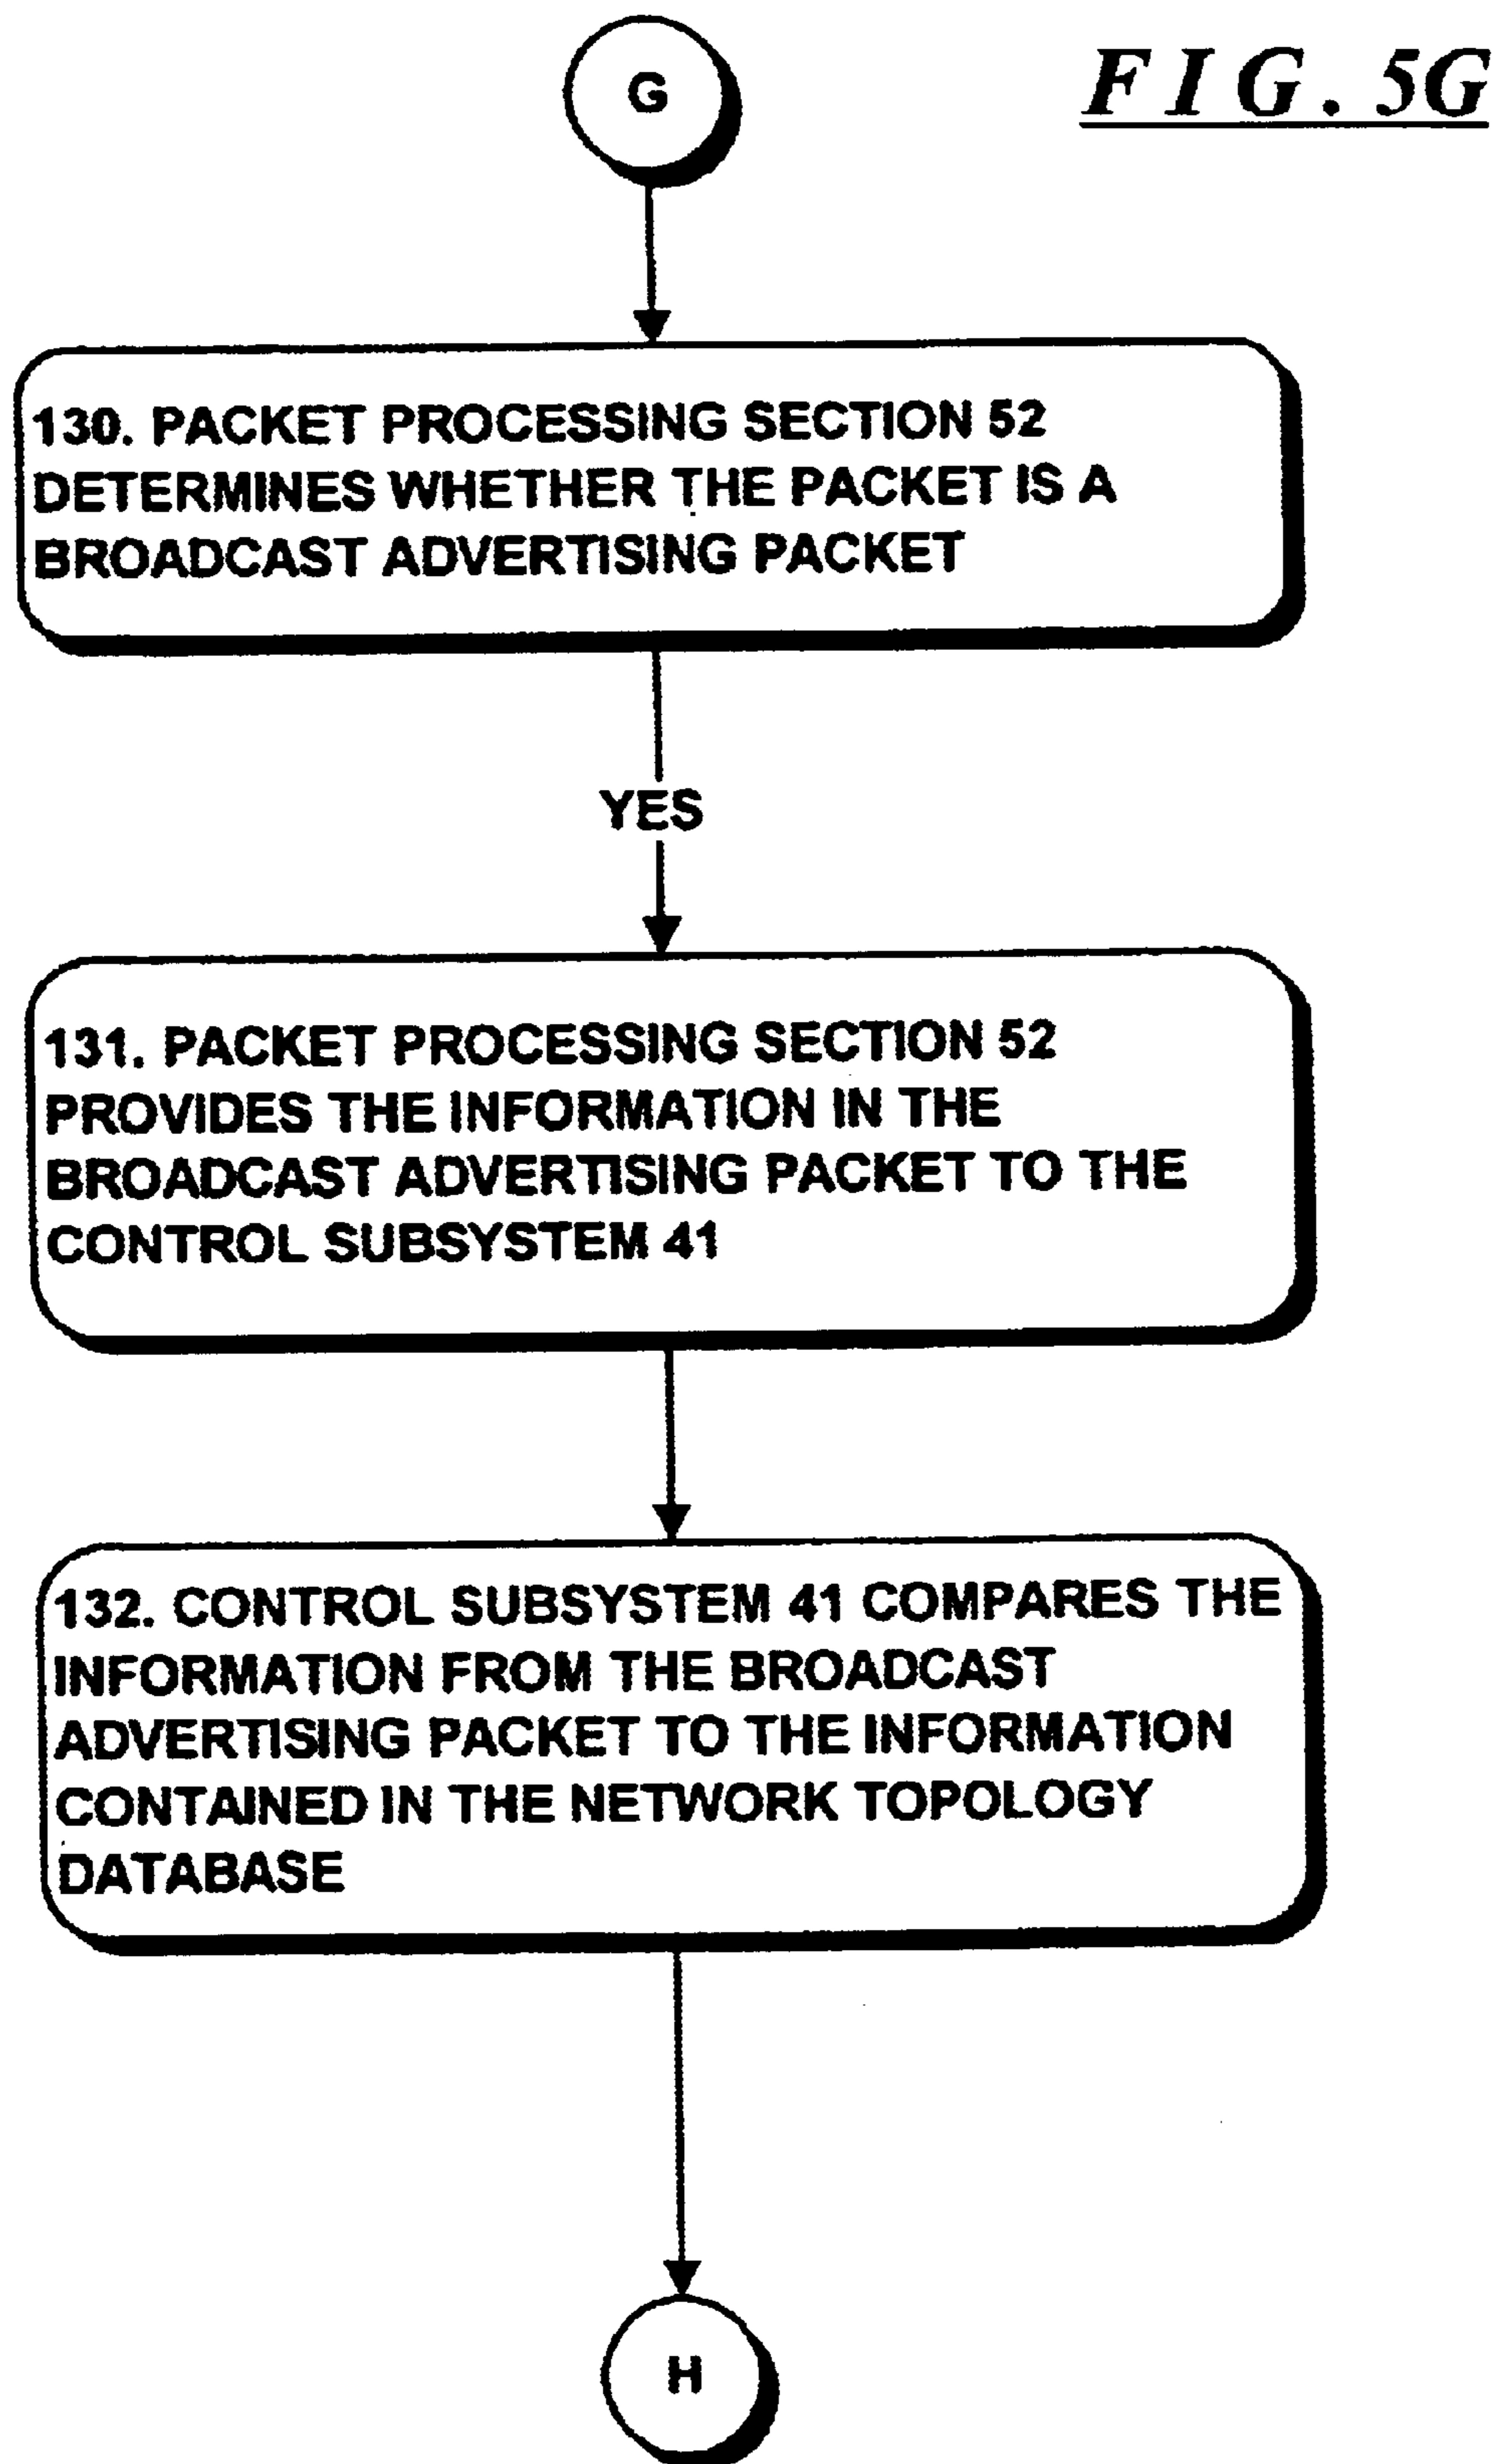 G
FIG. 5G
130. PACKET PROCESSING SECTION 52
DETERMINES WHETHER THE PACKET IS A
BROADCAST ADVERTISING PACKET
YES
131. PACKET PROCESSING SECTION 52
PROVIDES THE INFORMATION IN THE
BROADCAST ADVERTISING PACKET TO THE
CONTROL SUBSYSTEM 41
132. CONTROL SUBSYSTEM 41 COMPARES THE
INFORMATION FROM THE BROADCAST
ADVERTISING PACKET TO THE INFORMATION
CONTAINED IN THE NETWORK TOPOLOGY
DATABASE
H